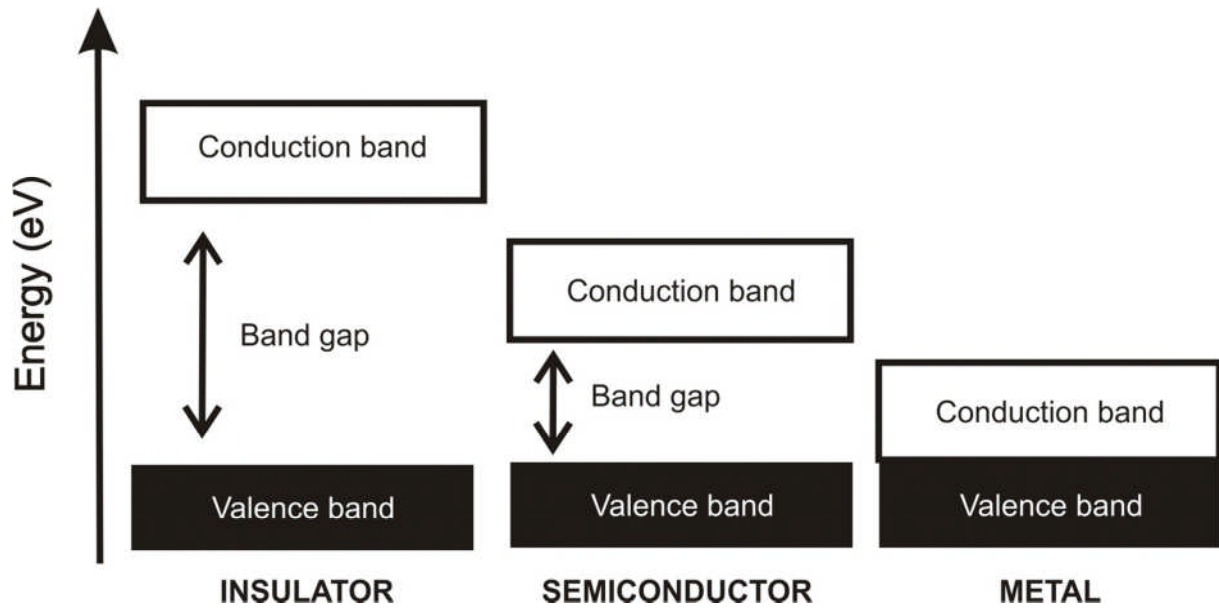 Energy (eV)
Conduction band
Band gap
Valence band
INSULATOR
Conduction band
Band gap
Valence band
SEMICONDUCTOR
Conduction band
Valence band
METAL